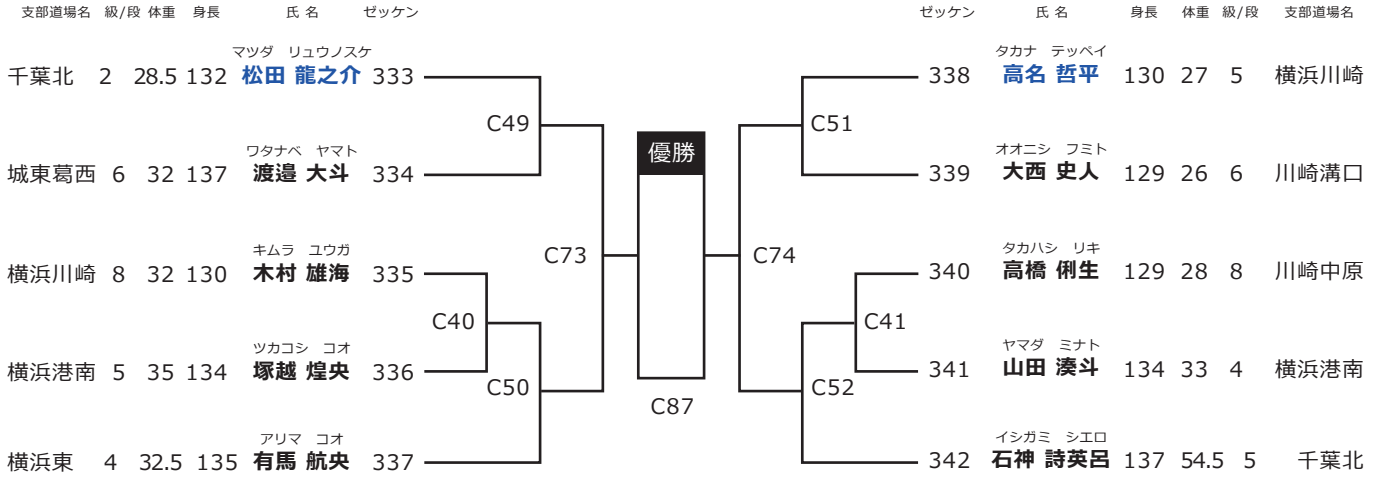 支部道場名 級/段 体重 身長 氏 名 ゼッケン ゼッケン 氏 名 身長 体重 級/段 支部道場名
マツダ リュウノスケ タカナ テッペイ
千葉北 2 28.5 132 松田 龍之介 333 338 高名 哲平 130 27 5 横浜川崎
C49 C51
優勝
ワタナベ ヤマト オオニシ フミト
城東葛西 6 32 137 渡邉 大斗 334 339 大西 史人 129 26 6 川崎溝口
C73 C74
キムラ ユウガ タカハシ リキ
横浜川崎 8 32 130 木村 雄海 335 340 高橋 俐生 129 28 8 川崎中原
C40 C41
ツカコシ コオ ヤマダ ミナト
横浜港南 5 35 134 塚越 煌央 336 341 山田 湊斗 134 33 4 横浜港南
C50 C52
C87
アリマ コオ イシガミ シエロ
横浜東 4 32.5 135 有馬 航央 337 342 石神 詩英呂 137 54.5 5 千葉北